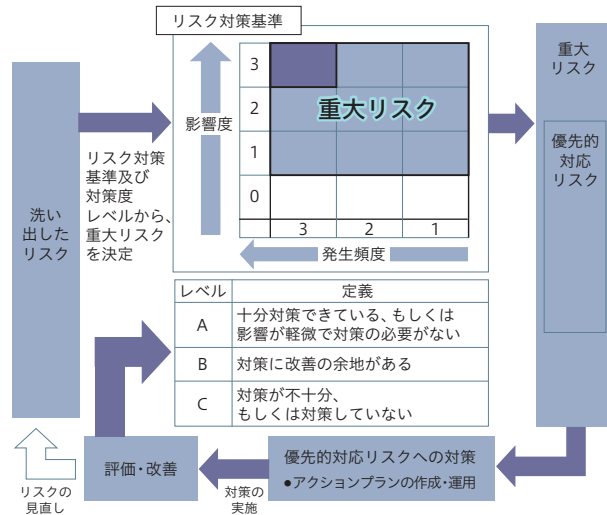 リスク対策基準
3
2
1
0
影響度
重大リスク
3 2 1
発生頻度
洗い
出した
リスク
リスク対策
基準及び
対策度
レベルから、
重大リスク
を決定
重大
リスク
優先的
対応
リスク
レベル 定義
A 十分対策できている、もしくは
影響が軽微で対策の必要がない
B 対策に改善の余地がある
C 対策が不十分、
もしくは対策していない
優先的対応リスクへの対策
●アクションプランの作成・運用
対策の
実施
評価・改善
リスクの
見直し